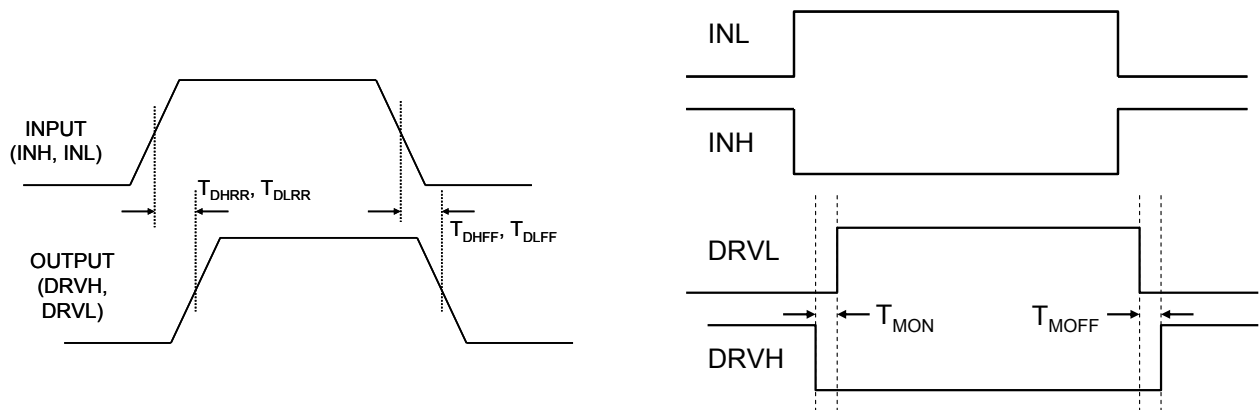 INPUT
(INH, INL)
TDHRR, TDLRR
TDHFF, TDLFF
OUTPUT
(DRVH,
DRVL)
INL
INH
DRVL
TMON
TMOFF
DRVH